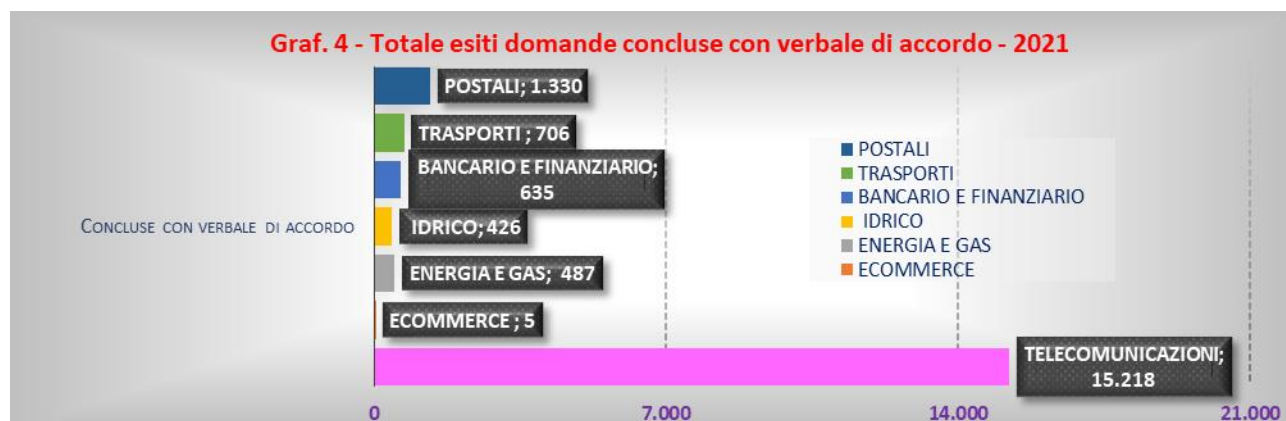 Graf. 4 - Totale esiti domande concluse con verbale di accordo - 2021
POSTALI; 1.330
TRASPORTI ; 706
BANCARIO E FINANZIARIO;
635
IDRICO; 426
ENERGIA E GAS; 487
ECOMMERCE ; 5
TELECOMUNICAZIONI;
15.218
CONCLUSE CON VERBALE DI ACCORDO
POSTALI
TRASPORTI
BANCARIO E FINANZIARIO
IDRICO
ENERGIA E GAS
ECOMMERCE
0 7.000 14.000 21.000